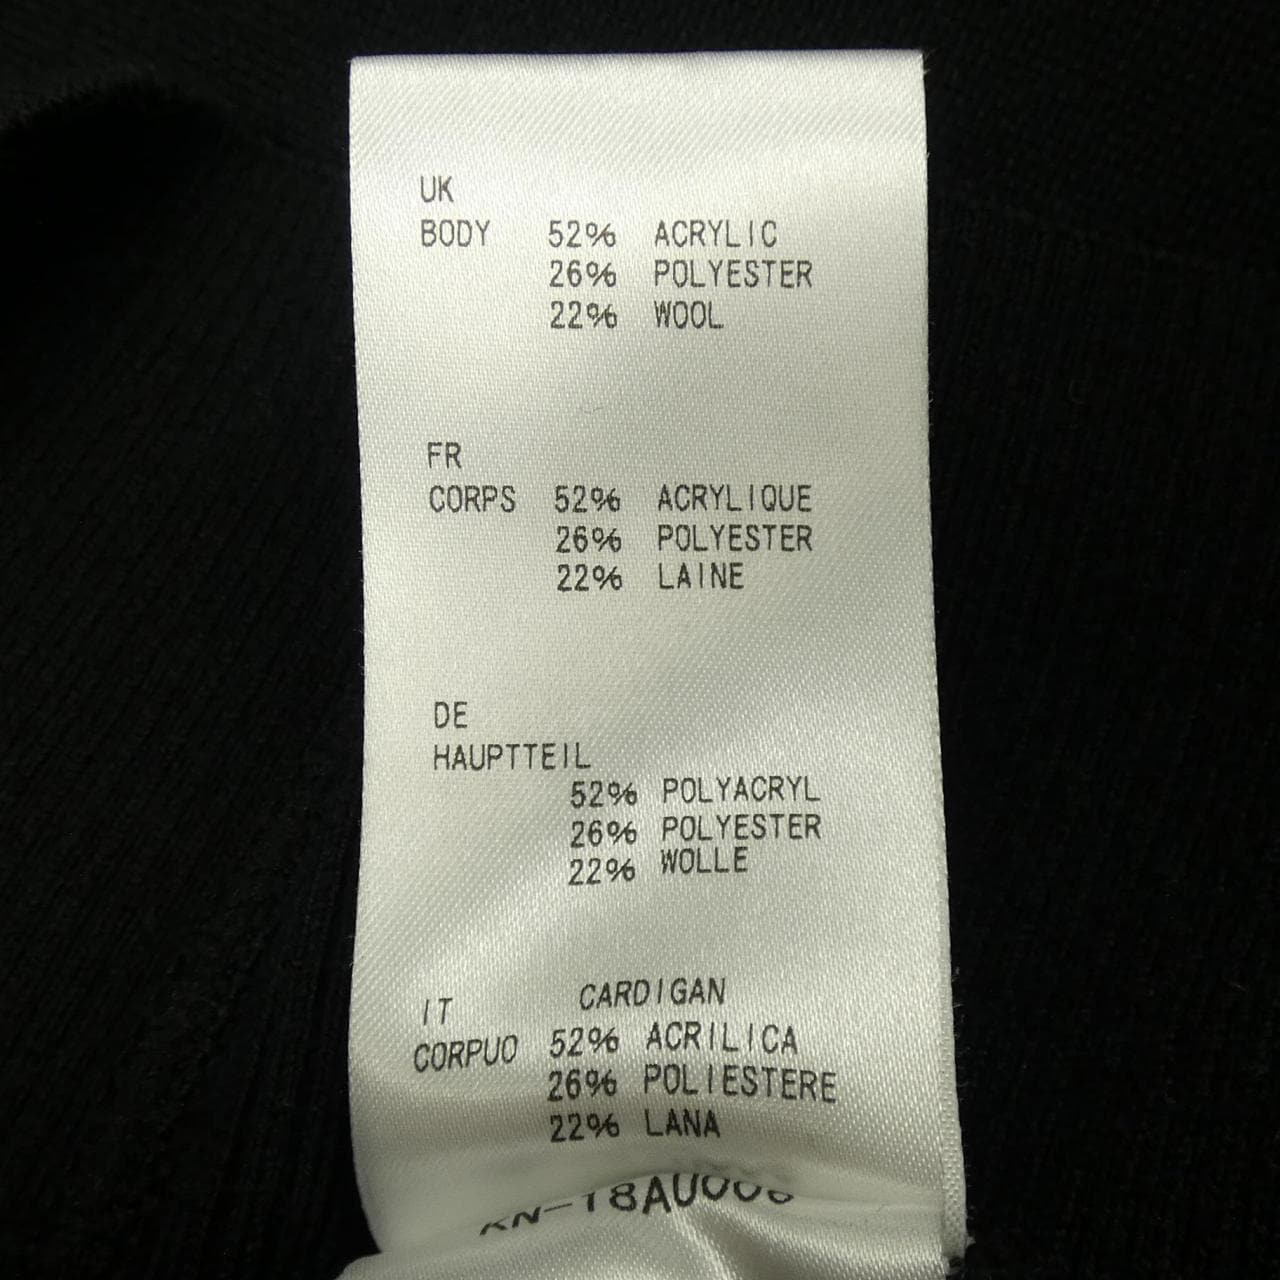 UK
BODY 52% ACRYLIC
26% POLYESTER
22% WOOL
FR
CORPS 52% ACRYLIQUE
26% POLYESTER
22% LAINE
DE
HAUPTTEIL
52% POLYACRYL
26% POLYESTER
22% WOLLE
IT CARDIGAN
CORPUO 52% ACRILICA
26% POLIESTERE
22% LANA